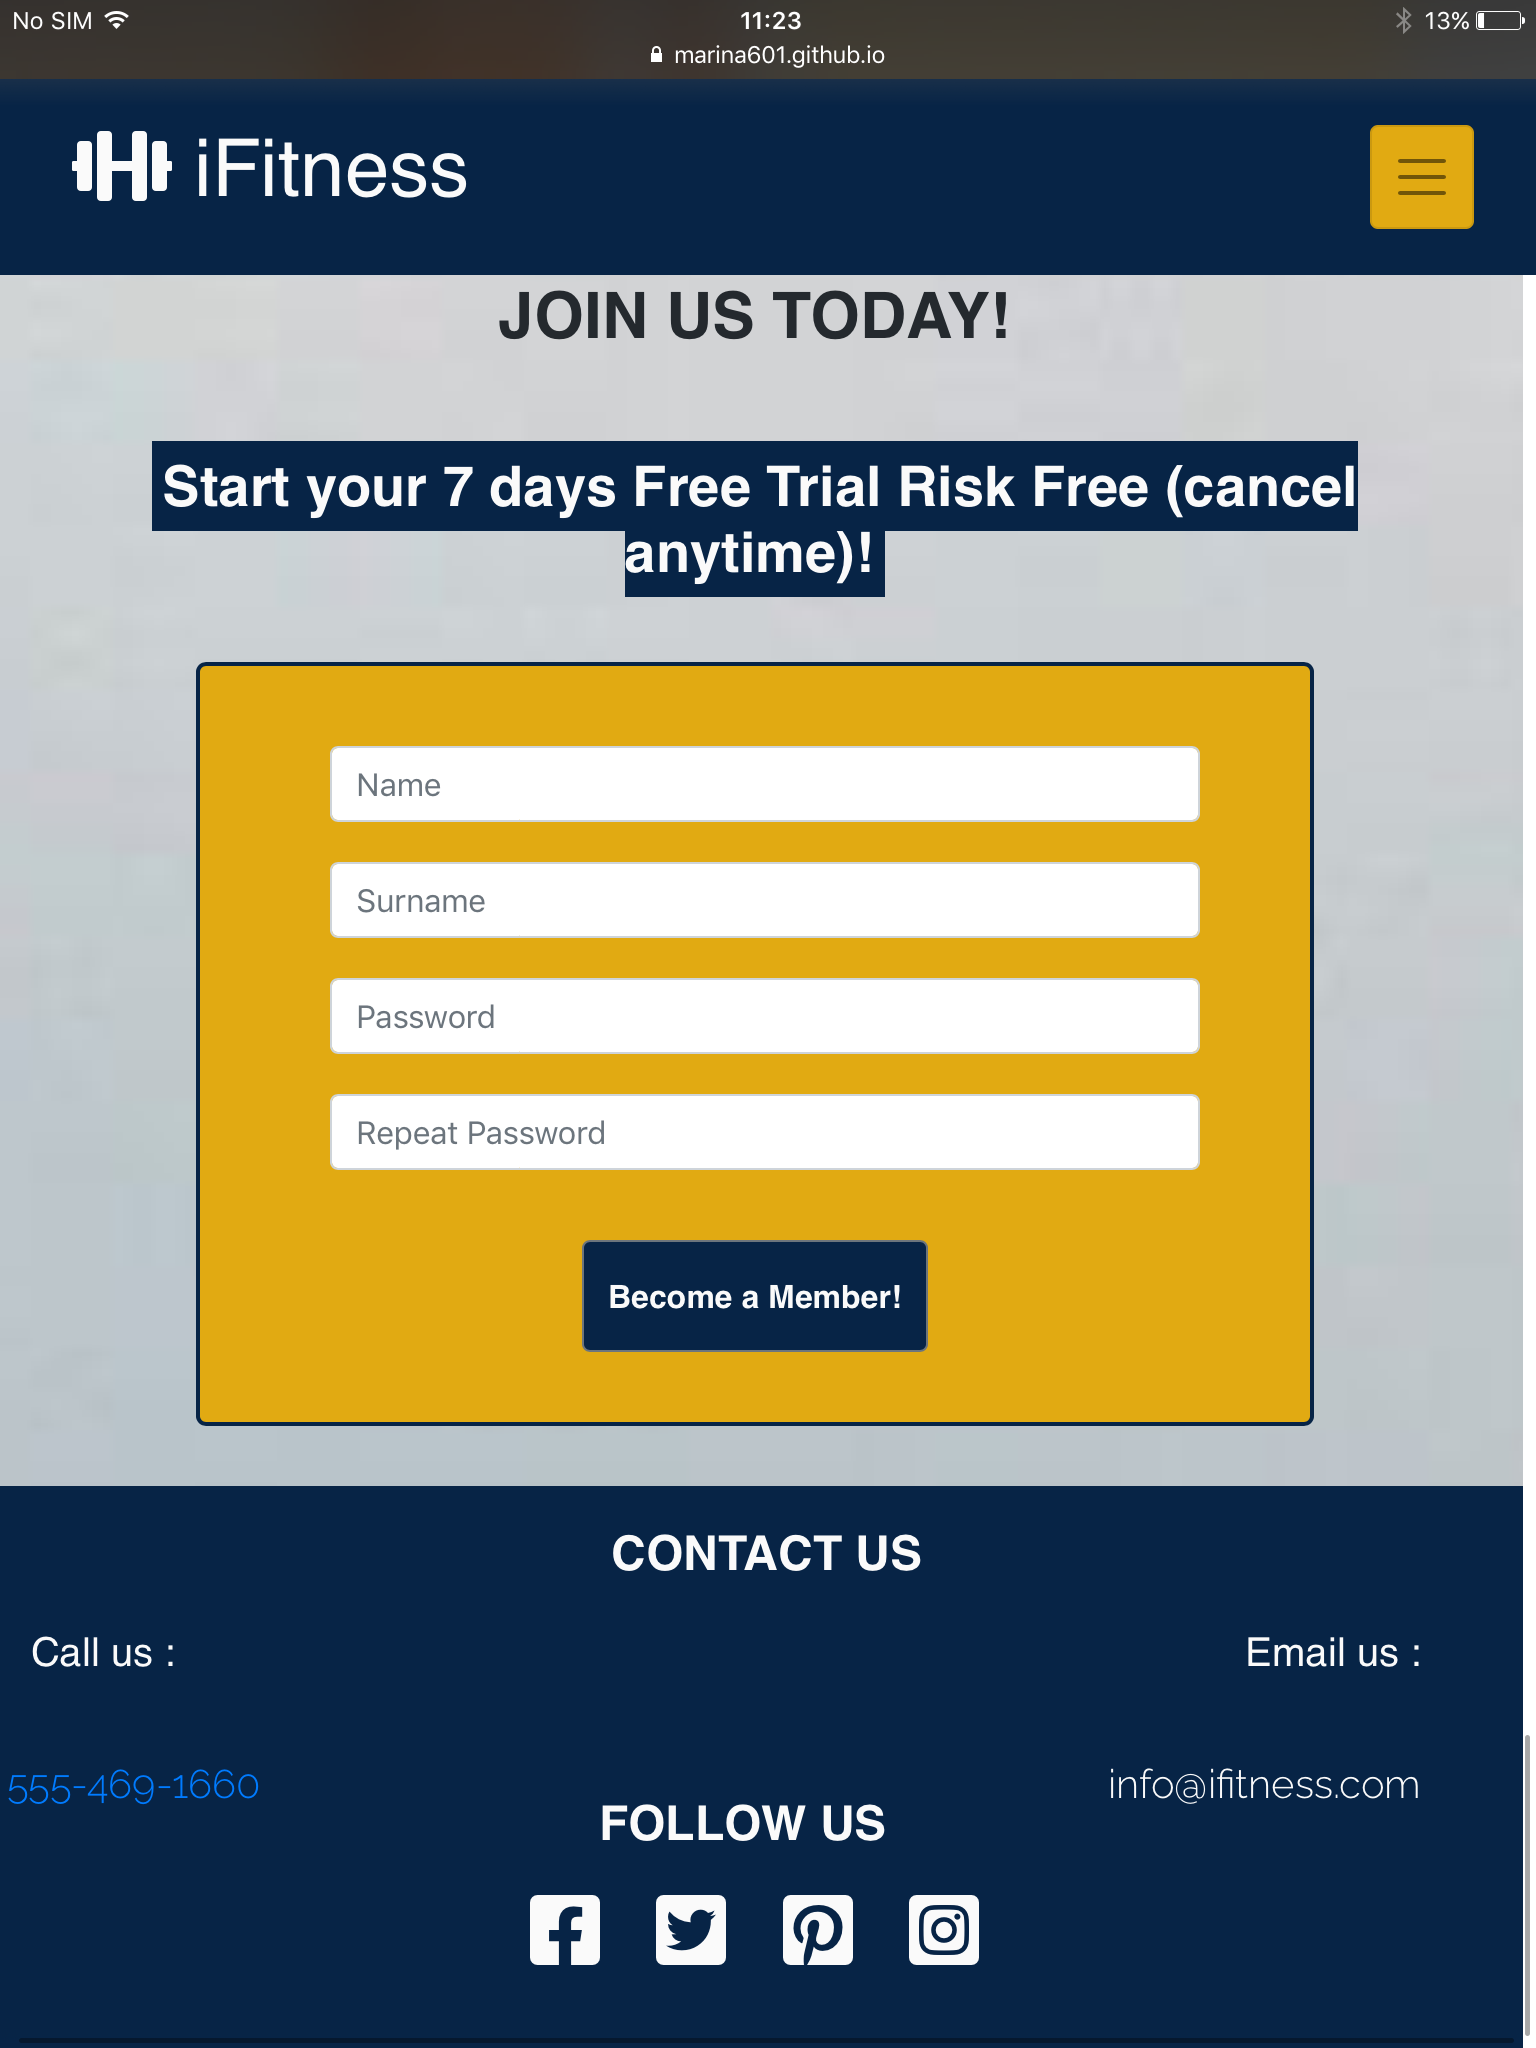 No SIM 11:23 13%
marina601.github.io
iFitness
JOIN US TODAY!
Start your 7 days Free Trial Risk Free (cancel
anytime)!
Name
Surname
Password
Repeat Password
Become a Member!
CONTACT US
Call us : Email us :
555-469-1660 info@ifitness.com
FOLLOW US